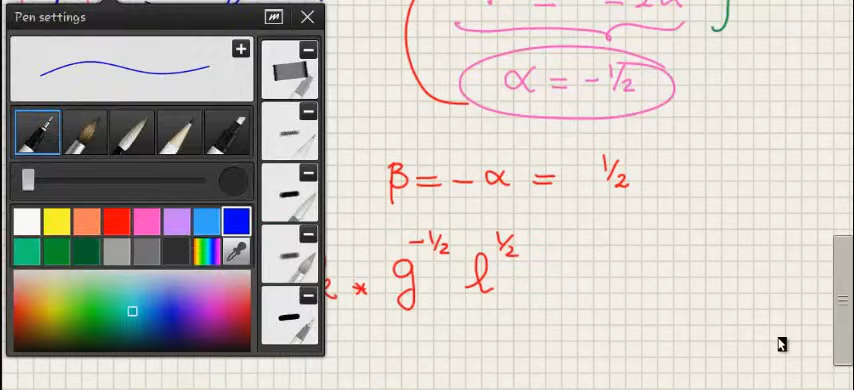 Pen settings
α = -1/2
β = - α = 1/2
* g^-1/2 l^1/2